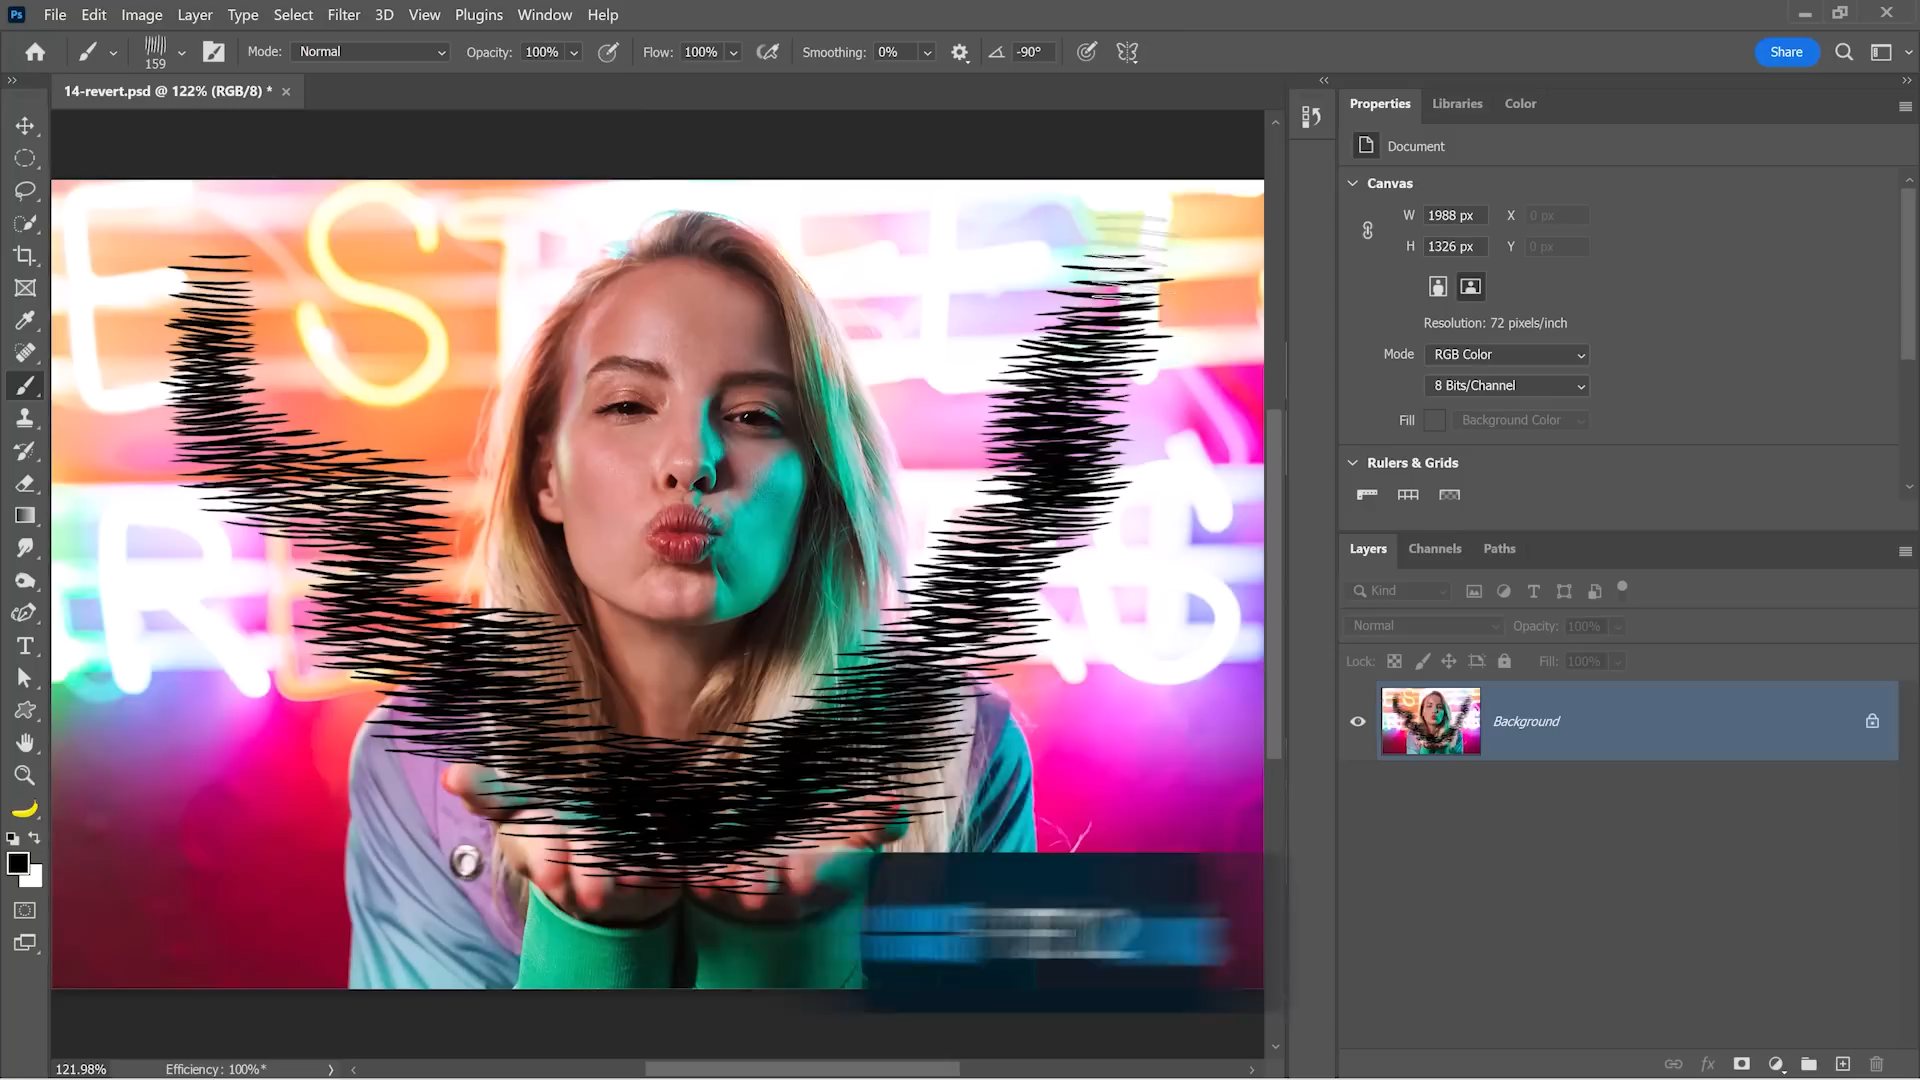 Ps File Edit Image Layer Type Select Filter 3D View Plugins Window Help
159 Mode: Normal Opacity: 100% Flow: 100% Smoothing: 0% -90° Share
14-revert.psd @ 122% (RGB/8) *
Properties Libraries Color
Document
Canvas
W 1988 px X 0 px
H 1326 px Y 0 px
Resolution: 72 pixels/inch
Mode RGB Color
8 Bits/Channel
Fill Background Color
Rulers & Grids
Layers Channels Paths
Kind
Normal Opacity: 100%
Lock: Fill: 100%
Background
121.98% Efficiency: 100%*